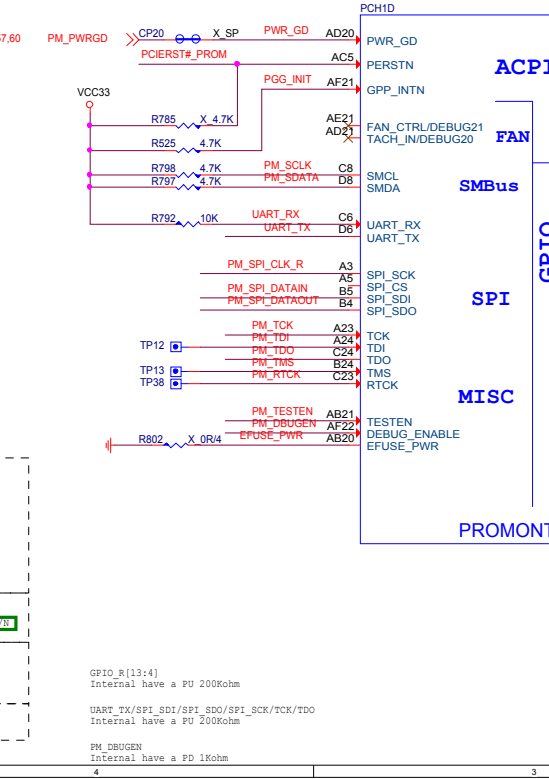 PCH1D
57,60 PM_PWRGD CP20 X_SP PWR_GD AD20 PWR_GD
PCIERST#_PROM AC5 PERSTN
ACPI
PGG_INIT AF21 GPP_INTN
VCC33
R785 X_4.7K
AE21 FAN_CTRL/DEBUG21
AD21 TACH_IN/DEBUG20
FAN
R525 4.7K
R798 4.7K PM_SCLK C8 SMCL
R797 4.7K PM_SDATA D8 SMDA
SMBus
R792 10K UART_RX C6 UART_RX
UART_TX D6 UART_TX
GPIO
PM_SPI_CLK_R A3 SPI_SCK
A5 SPI_CS
PM_SPI_DATAIN B5 SPI_SDI
PM_SPI_DATAOUT B4 SPI_SDO
SPI
PM_TCK A23 TCK
TP12 PM_TDI A24 TDI
PM_TDO C24 TDO
TP13 PM_TMS B24 TMS
TP38 PM_RTCK C23 RTCK
MISC
PM_TESTEN AB21 TESTEN
PM_DBUGEN AF22 DEBUG_ENABLE
R802 X_0R/4 EFUSE_PWR AB20 EFUSE_PWR
PROMONT
GPIO_R[13:4]
Internal have a PU 200Kohm
UART_TX/SPI_SDI/SPI_SDO/SPI_SCK/TCK/TDO
Internal have a PU 200Kohm
PM_DBUGEN
Internal have a PD 1Kohm
4 3